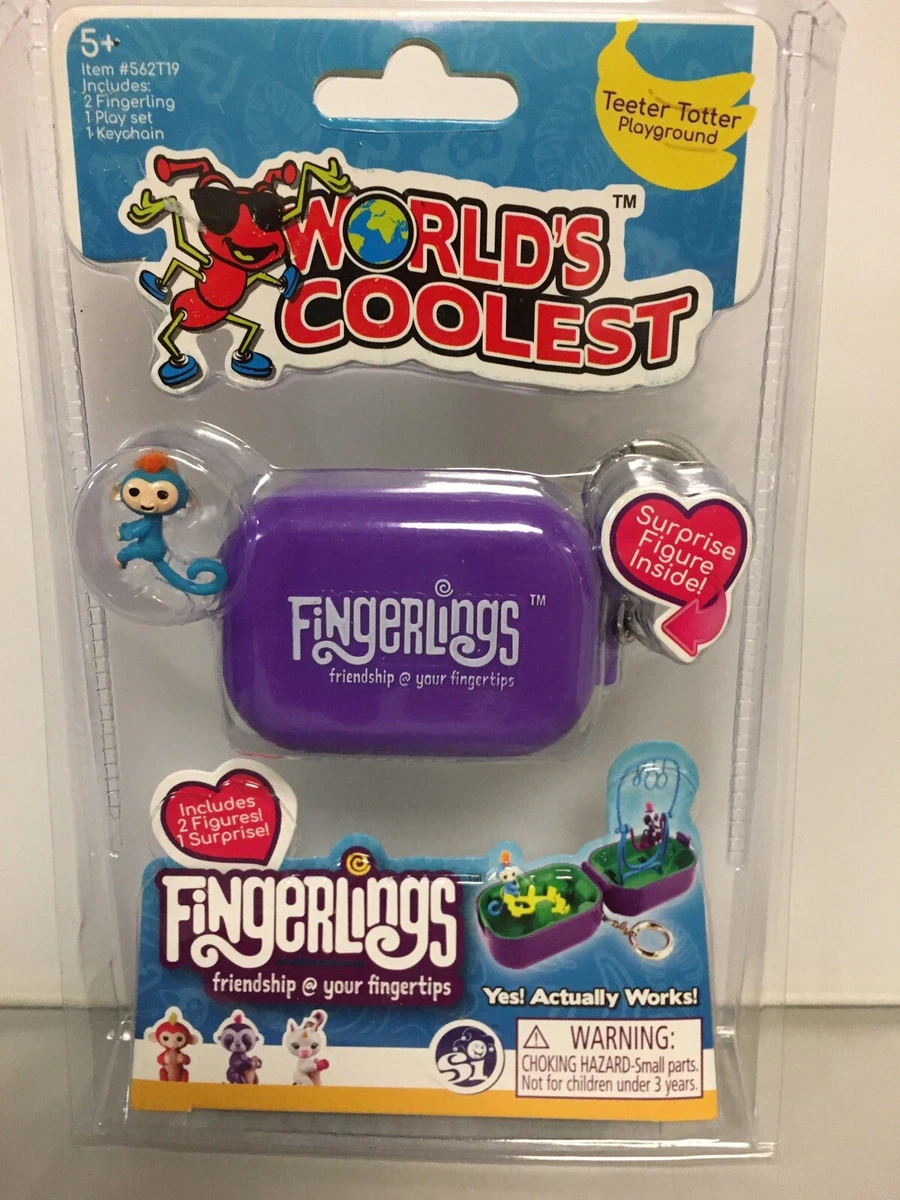 5+
Item #562T19
Includes:
2 Fingerling
1 Play set
1 Keychain
Teeter Totter
Playground
WORLD'S ™
COOLEST
Surprise
Figure
Inside!
FiNgeRLiNgs ™
friendship @ your fingertips
Includes
2 Figures!
1 Surprise!
FiNgeRLiNgs
friendship @ your fingertips
Yes! Actually Works!
SI
WARNING:
CHOKING HAZARD-Small parts.
Not for children under 3 years.